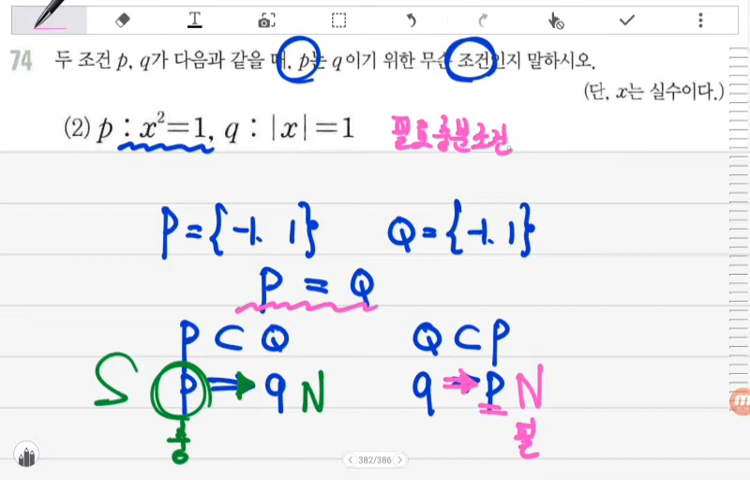 74 두 조건 p, q가 다음과 같을 때, p는 q이기 위한 무슨 조건인지 말하시오.
(단, x는 실수이다.)
(2) p : x²=1, q : |x|=1 필요충분조건
P={-1, 1} Q={-1, 1}
P = Q
P ⊂ Q Q ⊂ P
S p ⇒ q N q ⇒ p N
충 필
382/386